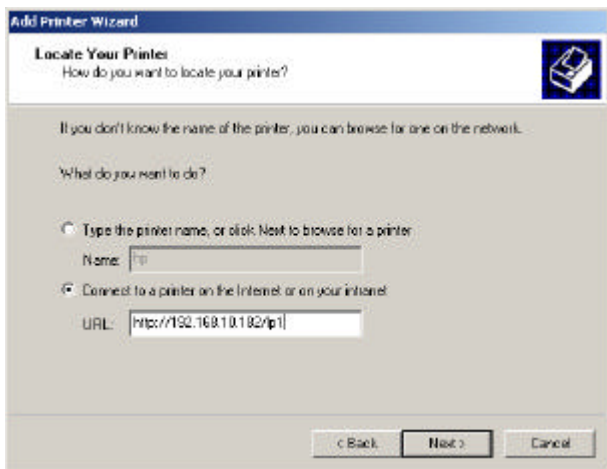 Add Printer Wizard
Locate Your Printer
How do you want to locate your printer?
If you don't know the name of the printer, you can browse for one on the network.
What do you want to do?
Type the printer name, or click Next to browse for a printer
Name: hp
Connect to a printer on the Internet or on your intranet
URL: http://192.168.10.182/lp1
< Back
Next >
Cancel